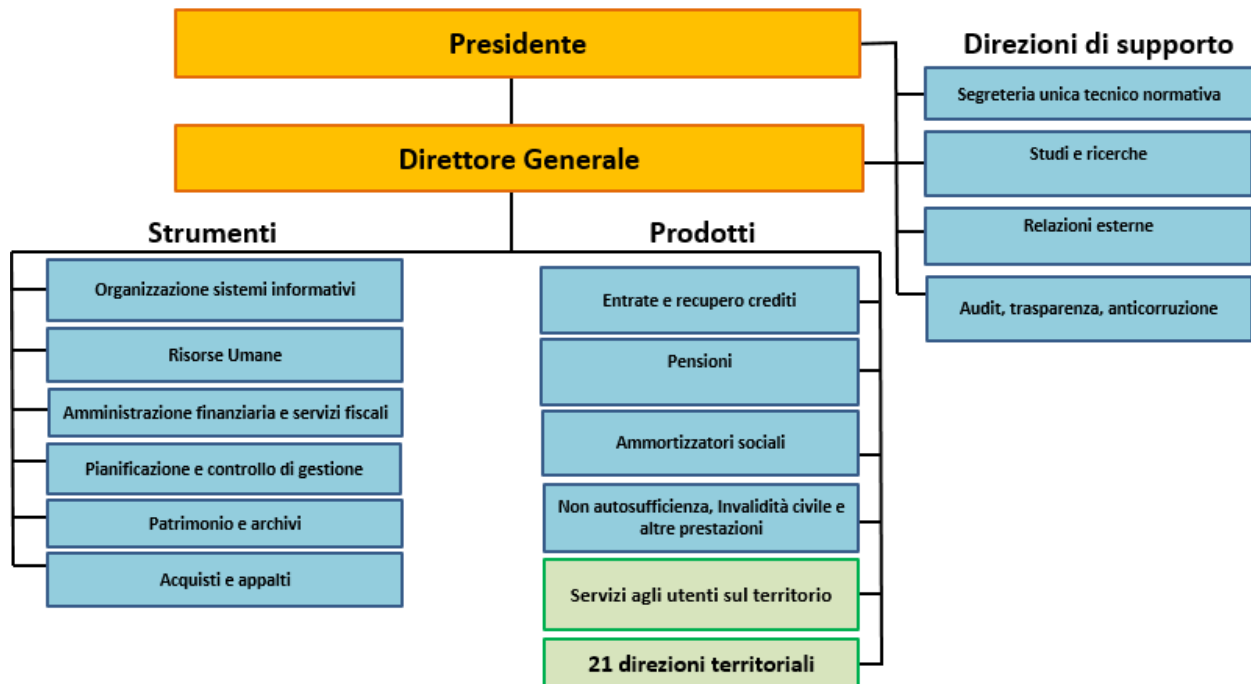 Presidente
Direttore Generale
Direzioni di supporto
Segreteria unica tecnico normativa
Studi e ricerche
Relazioni esterne
Audit, trasparenza, anticorruzione
Strumenti
Organizzazione sistemi informativi
Risorse Umane
Amministrazione finanziaria e servizi fiscali
Pianificazione e controllo di gestione
Patrimonio e archivi
Acquisti e appalti
Prodotti
Entrate e recupero crediti
Pensioni
Ammortizzatori sociali
Non autosufficienza, Invalidità civile e
altre prestazioni
Servizi agli utenti sul territorio
21 direzioni territoriali